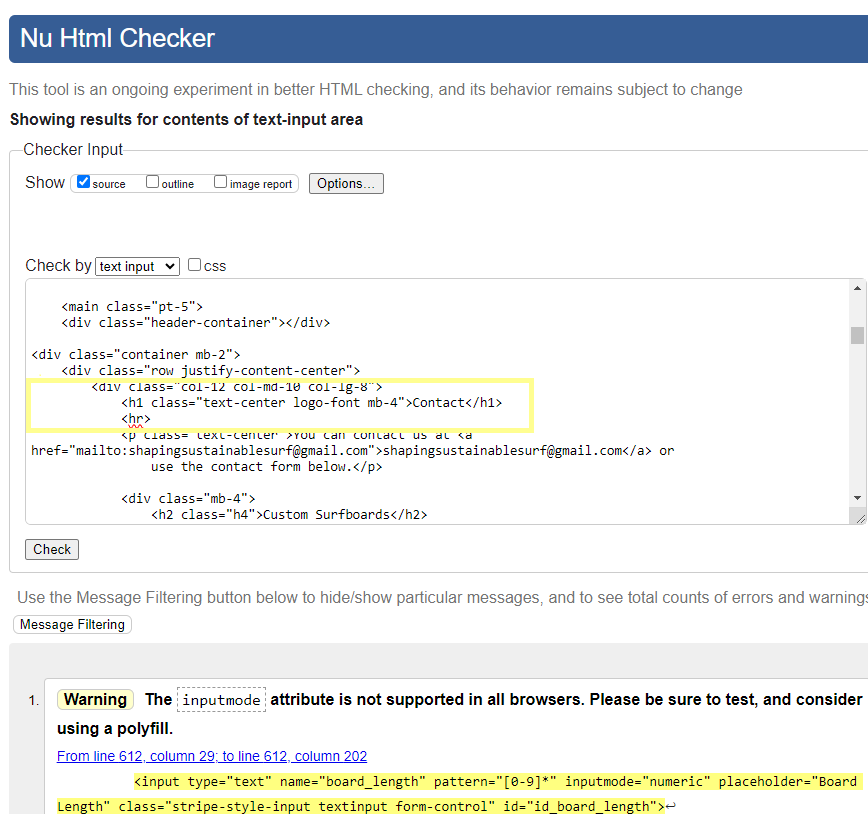 Nu Html Checker
This tool is an ongoing experiment in better HTML checking, and its behavior remains subject to change
Showing results for contents of text-input area
Checker Input
Show source outline image report Options...
Check by text input css
<main class="pt-5">
<div class="header-container"></div>
<div class="container mb-2">
<div class="row justify-content-center">
<div class="col-12 col-md-10 col-lg-8">
<h1 class="text-center logo-font mb-4">Contact</h1>
<hr>
<p class="text-center">You can contact us at <a
href="mailto:shapingsustainablesurf@gmail.com">shapingsustainablesurf@gmail.com</a> or
use the contact form below.</p>
<div class="mb-4">
<h2 class="h4">Custom Surfboards</h2>
Check
Use the Message Filtering button below to hide/show particular messages, and to see total counts of errors and warnings
Message Filtering
1. Warning The inputmode attribute is not supported in all browsers. Please be sure to test, and consider
using a polyfill.
From line 612, column 29; to line 612, column 202
<input type="text" name="board_length" pattern="[0-9]*" inputmode="numeric" placeholder="Board
Length" class="stripe-style-input textinput form-control" id="id_board_length">↩